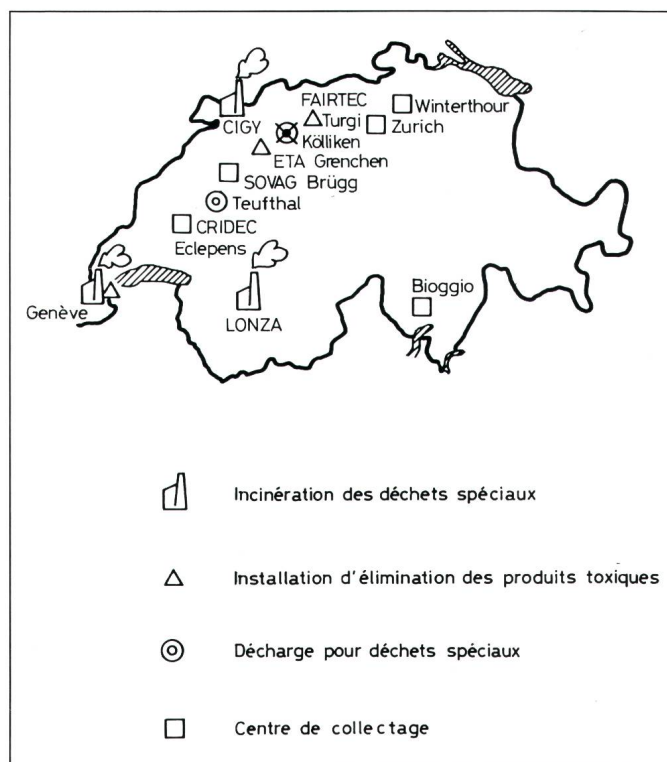 FAIRTEC
Winterthour
CIGY
Turgi
Zurich
Kölliken
ETA Grenchen
SOVAG Brügg
Teufthal
CRIDEC
Eclepens
Genève
LONZA
Bioggio
Incinération des déchets spéciaux
Installation d'élimination des produits toxiques
Décharge pour déchets spéciaux
Centre de collectage